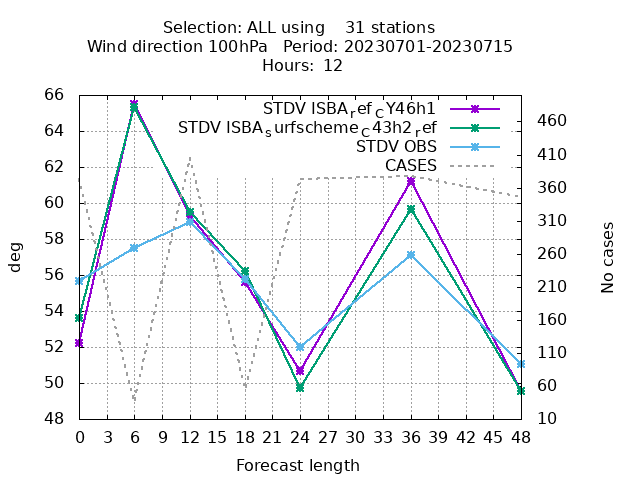 Selection: ALL using    31 stations
Wind direction 100hPa   Period: 20230701-20230715
Hours:  12
STDV ISBA_ref_CY46h1
STDV ISBA_surfscheme_C43h2_ref
STDV OBS
CASES
66
64
62
60
58
56
54
52
50
48
460
410
360
310
260
210
160
110
60
10
deg
No cases
0 3 6 9 12 15 18 21 24 27 30 33 36 39 42 45 48
Forecast length